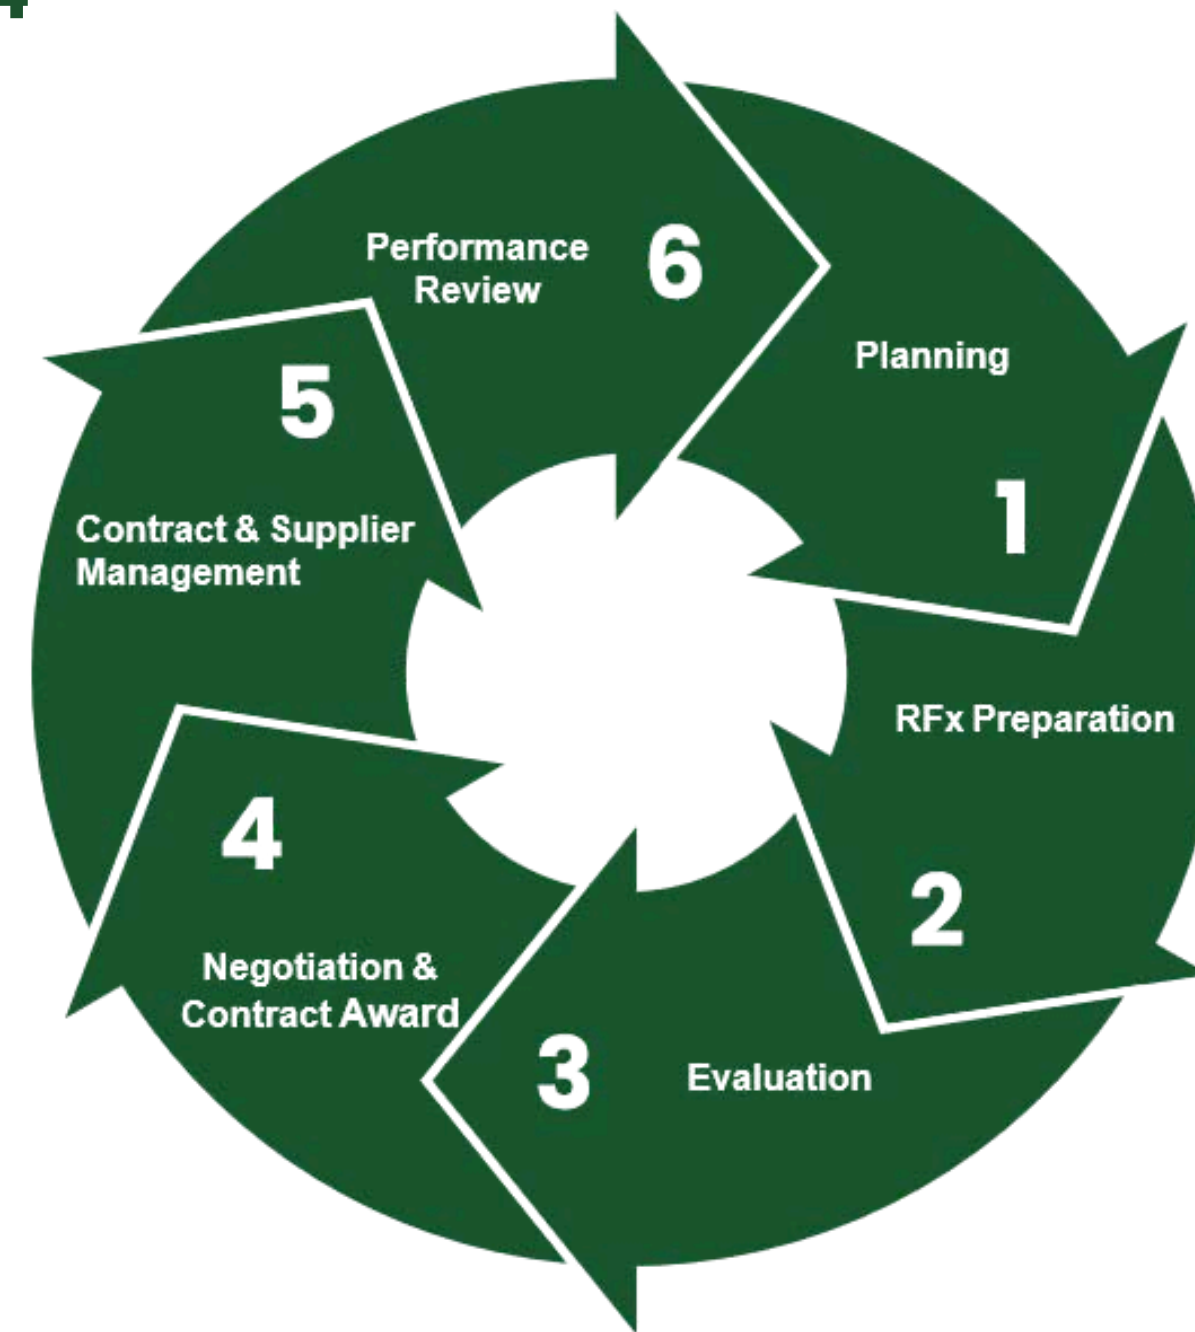 Planning
1
RFx Preparation
2
Evaluation
3
Negotiation &
Contract Award
4
Contract & Supplier
Management
5
Performance
Review
6